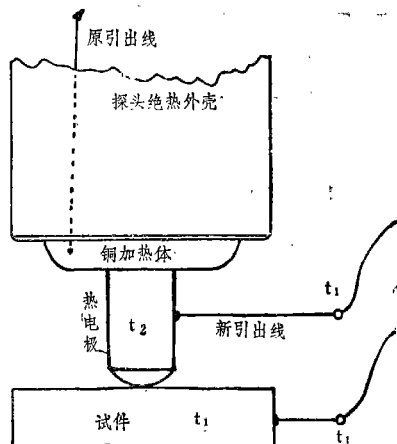 原引出线
探头绝热外壳
铜加热体
热电极
t₂
t₁
新引出线
试件
t₁
t₁